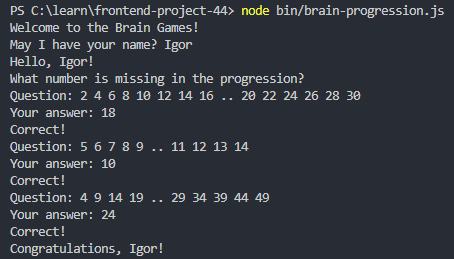 PS C:\learn\frontend-project-44> node bin/brain-progression.js
Welcome to the Brain Games!
May I have your name? Igor
Hello, Igor!
What number is missing in the progression?
Question: 2 4 6 8 10 12 14 16 .. 20 22 24 26 28 30
Your answer: 18
Correct!
Question: 5 6 7 8 9 .. 11 12 13 14
Your answer: 10
Correct!
Question: 4 9 14 19 .. 29 34 39 44 49
Your answer: 24
Correct!
Congratulations, Igor!